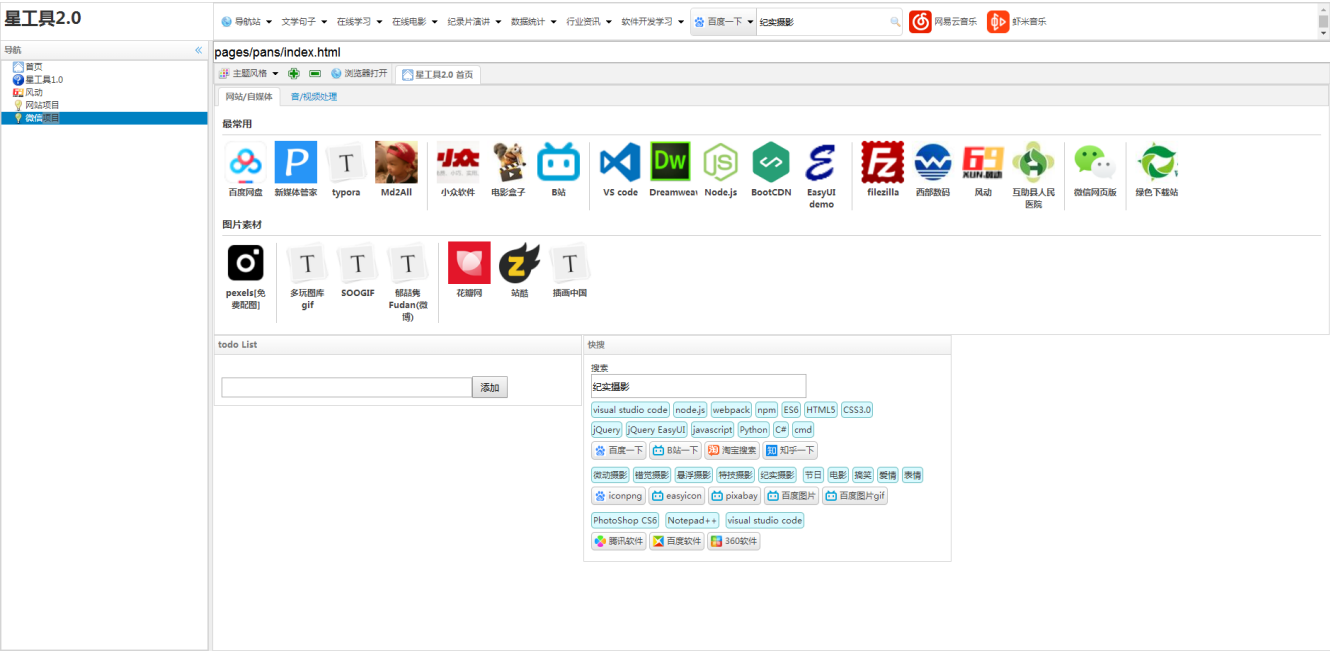 星工具2.0
导航站 文学句子 在线学习 在线电影 纪录片演讲 数据统计 行业资讯 软件开发学习 百度一下 纪实摄影 网易云音乐 虾米音乐
导航
首页
星工具1.0
风动
网站项目
微信项目
pages/pans/index.html
主题风格 浏览器打开 星工具2.0 首页
网站/自媒体 音/视频处理
最常用
百度网盘 新媒体管家 typora Md2All 小众软件 电影盒子 B站 VS code Dreamwear Node.js BootCDN EasyUI demo filezilla 西部数码 风动 互助县人民医院 微信网页版 绿色下载站
图片素材
pexels[免费配图] 多玩图库gif SOOGIF 郁喆隽Fudan(微博) 花瓣网 站酷 插画中国
todo List
添加
快搜
搜索
纪实摄影
visual studio code node.js webpack npm ES6 HTML5 CSS3.0
jQuery jQuery EasyUI javascript Python C# cmd
百度一下 B站一下 淘宝搜索 知乎一下
微动摄影 错觉摄影 悬浮摄影 特技摄影 纪实摄影 节日 电影 搞笑 爱情 表情
iconpng easyicon pixabay 百度图片 百度图片gif
PhotoShop CS6 Notepad++ visual studio code
腾讯软件 百度软件 360软件